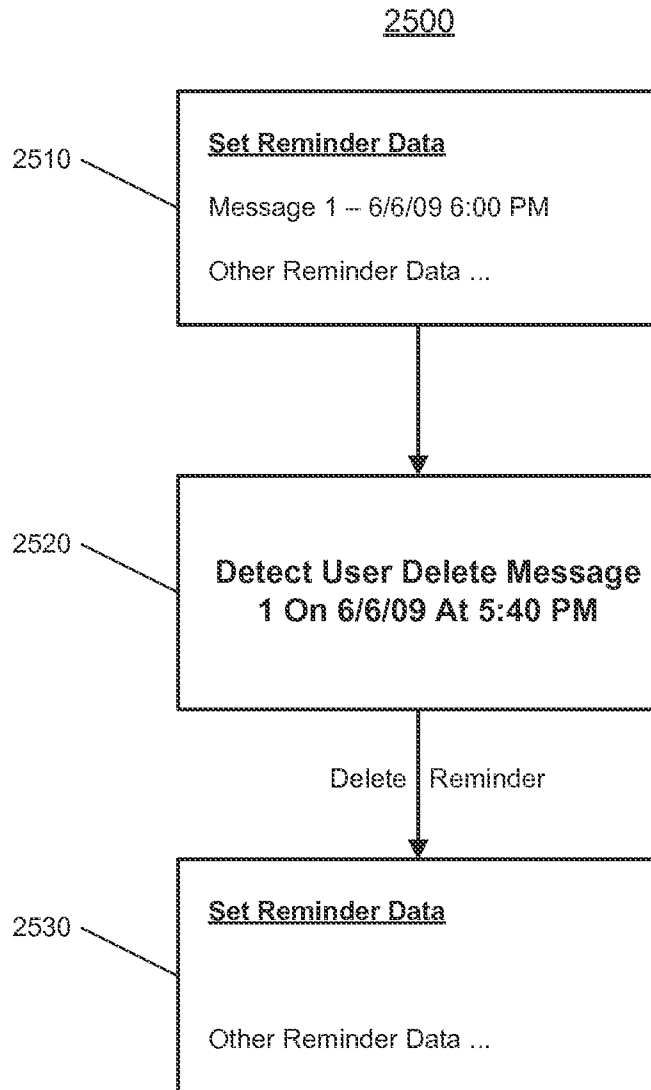 2500
2510
Set Reminder Data
Message 1 – 6/6/09 6:00 PM
Other Reminder Data ...
2520
Detect User Delete Message
1 On 6/6/09 At 5:40 PM
Delete Reminder
2530
Set Reminder Data
Other Reminder Data ...